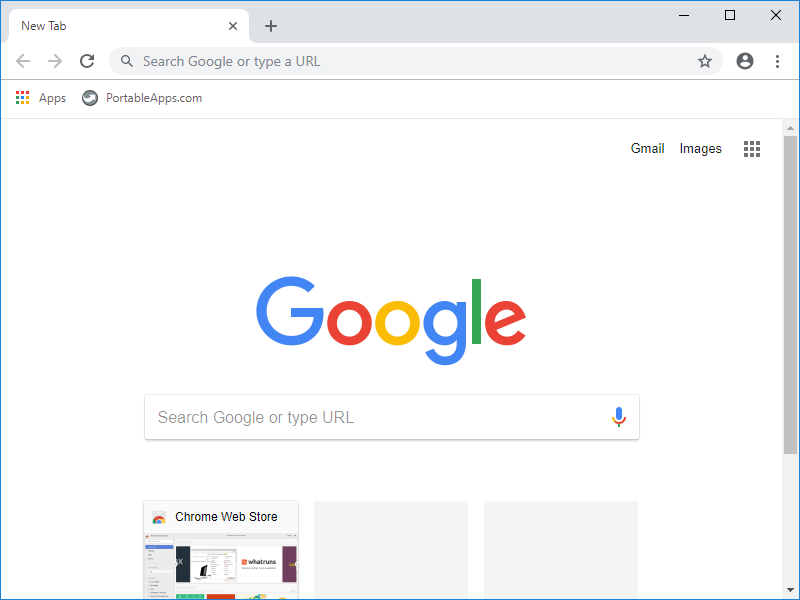 New Tab
Search Google or type a URL
Apps
PortableApps.com
Gmail
Images
Google
Search Google or type URL
Chrome Web Store
whatruns